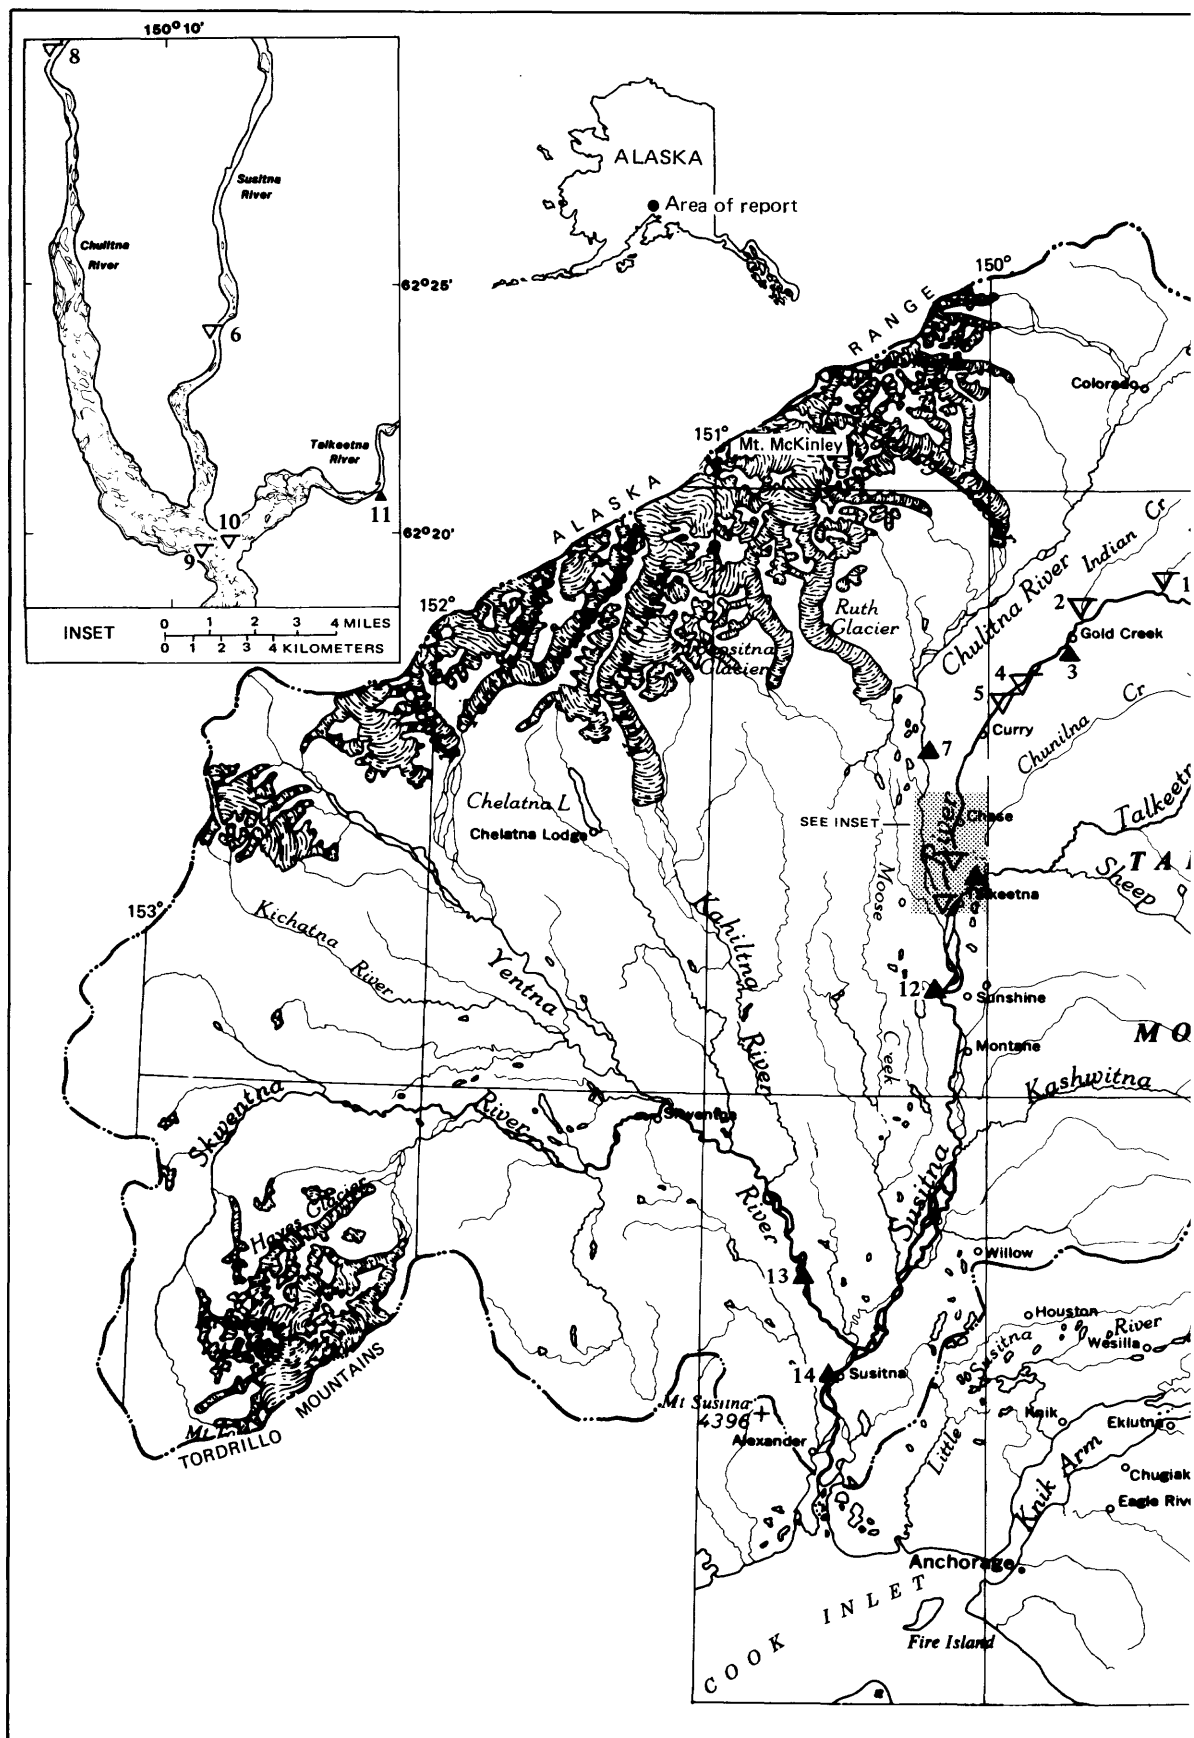 150° 10'
8
Susitna
River
Chulitna
River
62° 25'
6
Talkeetna
River
10
11
62° 20'
9
INSET
0 1 2 3 4 MILES
0 1 2 3 4 KILOMETERS
ALASKA
Area of report
150°
RANGE
Colorado
151°
Mt. McKinley
ALASKA
Indian Cr
152°
Ruth
Glacier
Chulitna River
2
1
Gold Creek
3
Glacier
4
5
Curry
Chunilna Cr
7
Chelatna L
Chelatna Lodge
SEE INSET
Chase
River
Talkeetn
TA
Sheep
Moose
Creek
153°
Kichatna
River
Yentna
River
Kahiltna
River
12
Sunshine
MO
Montana
Kashwitna
Skwentna
River
Skwentna
Susitna
Hayes Glacier
Willow
13
Houston
River
Wasilla
Little
Susitna
14
Susitna
Mt Susitna
4396
Alexander
Knik
Eklutna
MOUNTAINS
TORDRILLO
Knik Arm
Chugiak
Eagle Rive
Anchorage
COOK INLET
Fire Island